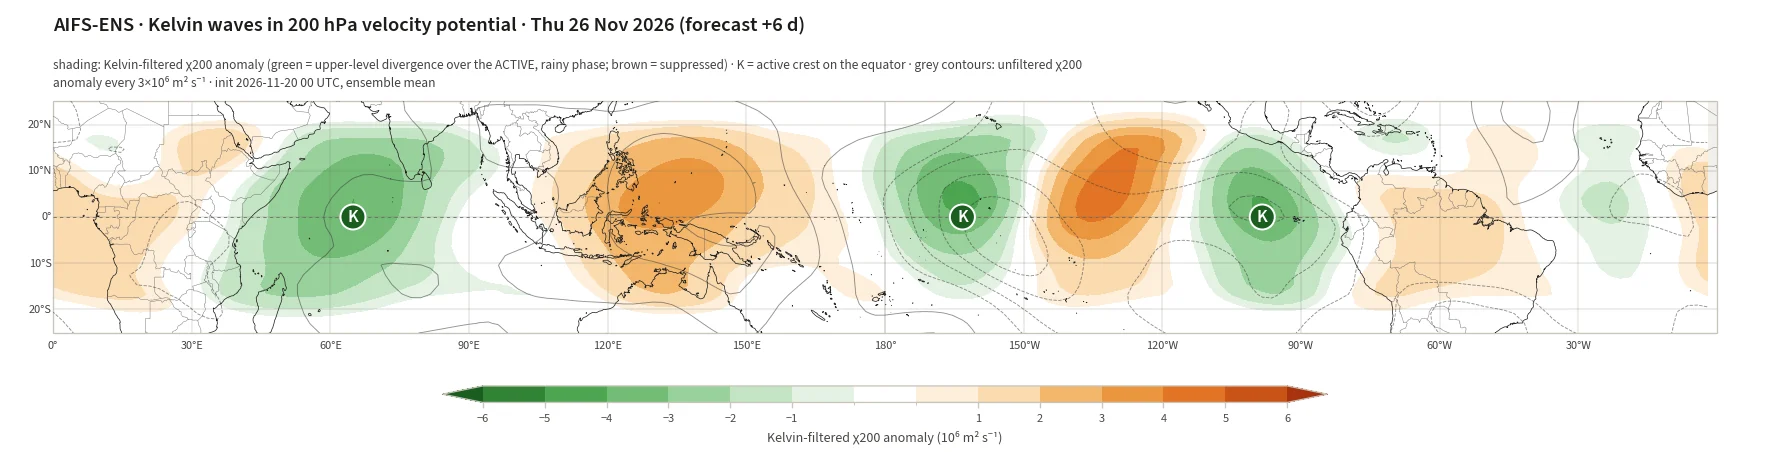 AIFS-ENS · Kelvin waves in 200 hPa velocity potential · Thu 26 Nov 2026 (forecast +6 d)
shading: Kelvin-filtered χ200 anomaly (green = upper-level divergence over the ACTIVE, rainy phase; brown = suppressed) · K = active crest on the equator · grey contours: unfiltered χ200
anomaly every 3×10⁶ m² s⁻¹ · init 2026-11-20 00 UTC, ensemble mean
20°N
10°N
0°
10°S
20°S
K K K
0° 30°E 60°E 90°E 120°E 150°E 180° 150°W 120°W 90°W 60°W 30°W
−6 −5 −4 −3 −2 −1 1 2 3 4 5 6
Kelvin-filtered χ200 anomaly (10⁶ m² s⁻¹)